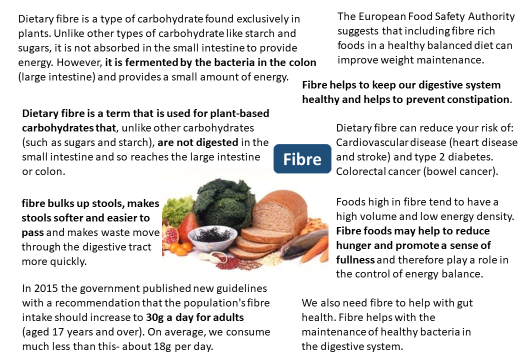 Dietary fibre is a type of carbohydrate found exclusively in
plants. Unlike other types of carbohydrate like starch and
sugars, it is not absorbed in the small intestine to provide
energy. However, it is fermented by the bacteria in the colon
(large intestine) and provides a small amount of energy.
The European Food Safety Authority
suggests that including fibre rich
foods in a healthy balanced diet can
improve weight maintenance.
Fibre helps to keep our digestive system
healthy and helps to prevent constipation.
Dietary fibre is a term that is used for plant-based
carbohydrates that, unlike other carbohydrates
(such as sugars and starch), are not digested in the
small intestine and so reaches the large intestine
or colon.
Fibre
Dietary fibre can reduce your risk of:
Cardiovascular disease (heart disease
and stroke) and type 2 diabetes.
Colorectal cancer (bowel cancer).
fibre bulks up stools, makes
stools softer and easier to
pass and makes waste move
through the digestive tract
more quickly.
Foods high in fibre tend to have a
high volume and low energy density.
Fibre foods may help to reduce
hunger and promote a sense of
fullness and therefore play a role in
the control of energy balance.
In 2015 the government published new guidelines
with a recommendation that the population's fibre
intake should increase to 30g a day for adults
(aged 17 years and over). On average, we consume
much less than this- about 18g per day.
We also need fibre to help with gut
health. Fibre helps with the
maintenance of healthy bacteria in
the digestive system.